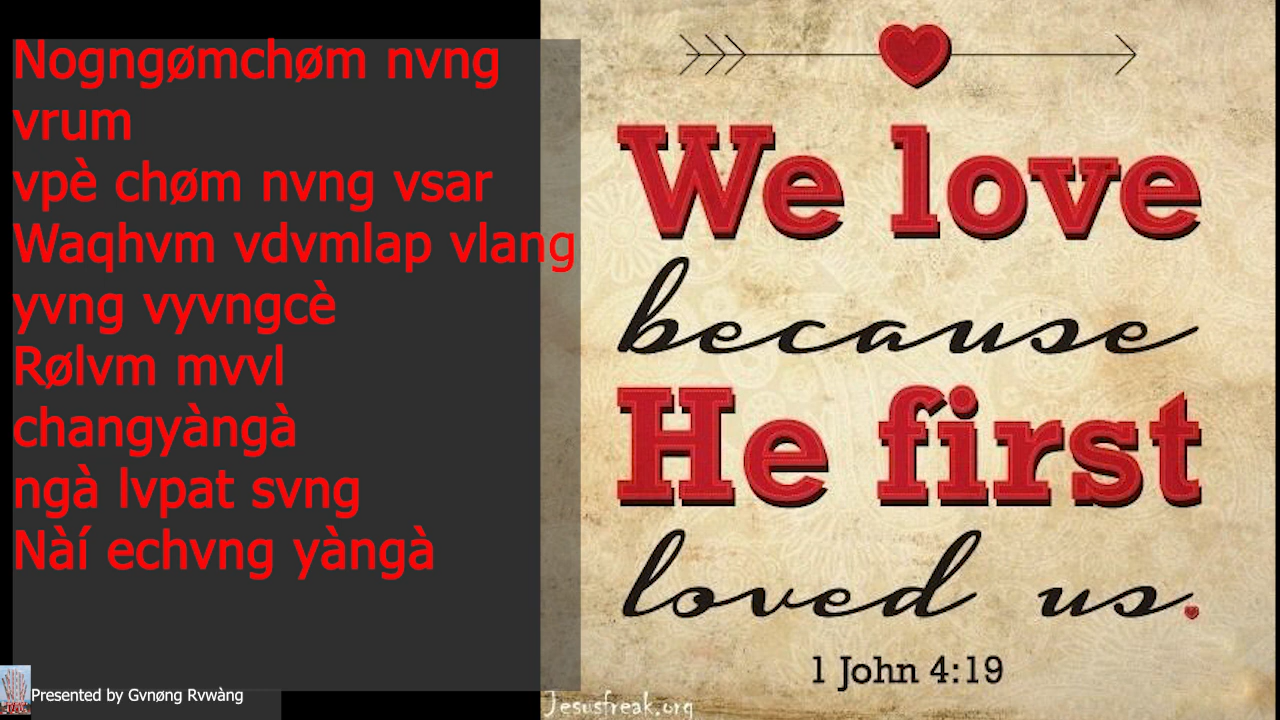 Nogngømchøm nvng
vrum
vpè chøm nvng vsar
Waqhvm vdvmlap vlang
yvng vyvngcè
Rølvm mvvl
changyàngà
ngà lvpat svng
Nàí echvng yàngà
Presented by Gvnøng Rvwàng
We love
because
He first
loved us.
1 John 4:19
Jesusfreak.org